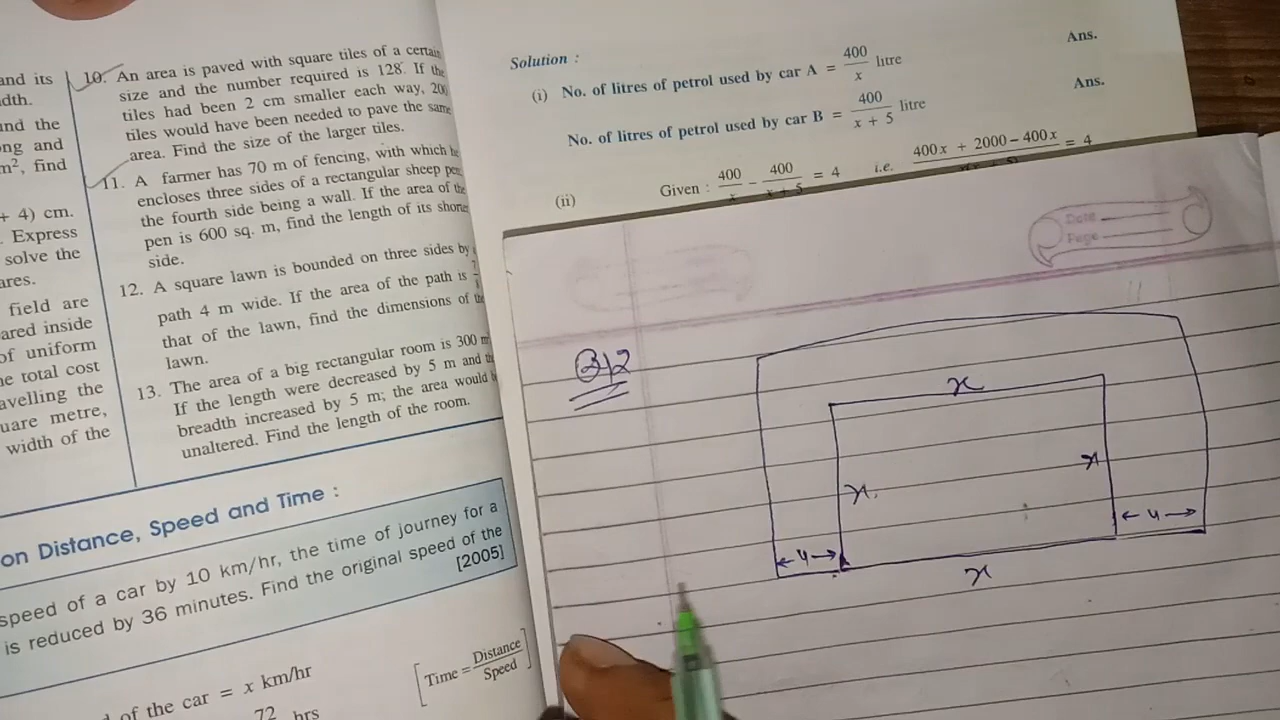 and its
dth.
and the
ong and
m², find
+ 4) cm.
Express
solve the
ares.
field are
ared inside
of uniform
he total cost
avelling the
uare metre,
width of the
10. An area is paved with square tiles of a certain
size and the number required is 128. If the
tiles had been 2 cm smaller each way, 200
tiles would have been needed to pave the same
area. Find the size of the larger tiles.
11. A farmer has 70 m of fencing, with which he
encloses three sides of a rectangular sheep pen
the fourth side being a wall. If the area of the
pen is 600 sq. m, find the length of its shorter
side.
12. A square lawn is bounded on three sides by
path 4 m wide. If the area of the path is
that of the lawn, find the dimensions of the
lawn.
13. The area of a big rectangular room is 300 m
If the length were decreased by 5 m and the
breadth increased by 5 m; the area would
unaltered. Find the length of the room.
on Distance, Speed and Time :
speed of a car by 10 km/hr, the time of journey for a
is reduced by 36 minutes. Find the original speed of the
[2005]
of the car = x km/hr
[Time = Distance/Speed]
72 hrs
Ans.
Solution :
(i) No. of litres of petrol used by car A = 400/x litre
Ans.
No. of litres of petrol used by car B = 400/x + 5 litre
(ii) Given : 400/x - 400/x + 5 = 4 i.e. 400x + 2000 – 400x = 4
Date
Page
Q12
x
x
x
4
4
x